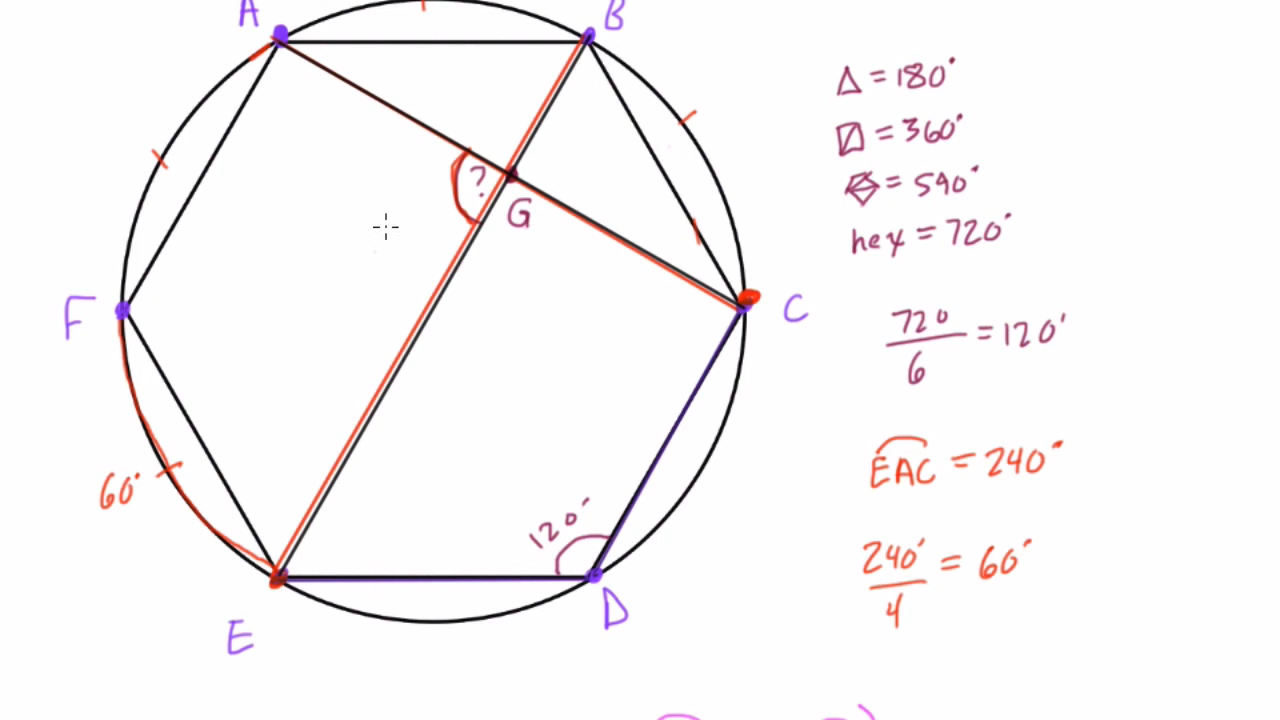 A
B
△ = 180°
= 360°
= 540°
hex = 720°
?
G
F
C
720
6
= 120°
EAC = 240°
60°
120°
240°
4
= 60°
E
D